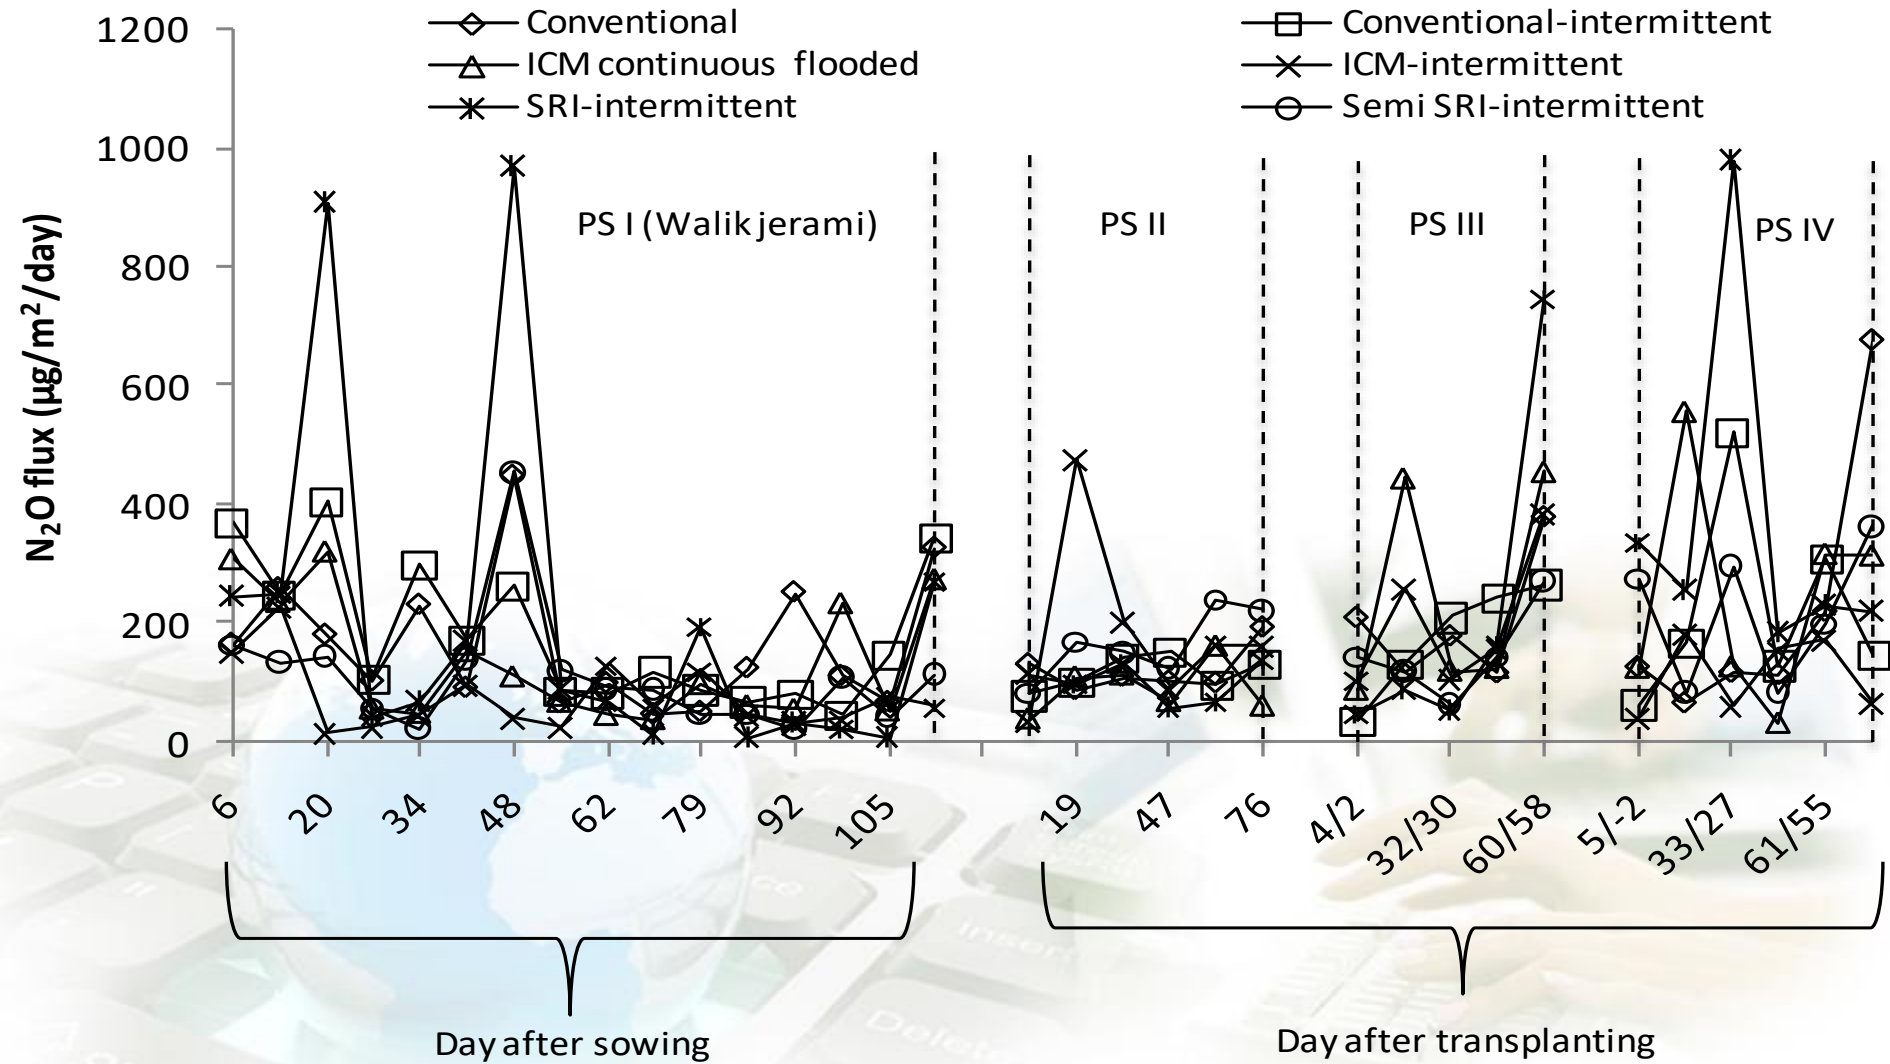 Conventional
Conventional-intermittent
ICM continuous flooded
ICM-intermittent
SRI-intermittent
Semi SRI-intermittent
N₂O flux (µg/m²/day)
1200
1000
800
600
400
200
0
PS I (Walik jerami)
PS II
PS III
PS IV
6
20
34
48
62
79
92
105
19
47
76
4/2
32/30
60/58
5/-2
33/27
61/55
Day after sowing
Day after transplanting
Insert
Delete